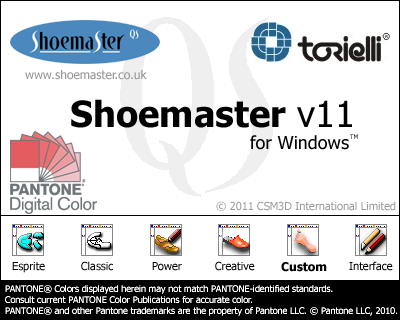 ShoemaSter QS
torielli®
www.shoemaster.co.uk
QS
Shoemaster v11
for Windows™
PANTONE®
Digital Color
© 2011 CSM3D International Limited
Esprite Classic Power Creative Custom Interface
PANTONE® Colors displayed herein may not match PANTONE-identified standards.
Consult current PANTONE Color Publications for accurate color.
PANTONE® and other Pantone trademarks are the property of Pantone LLC. © Pantone LLC, 2010.